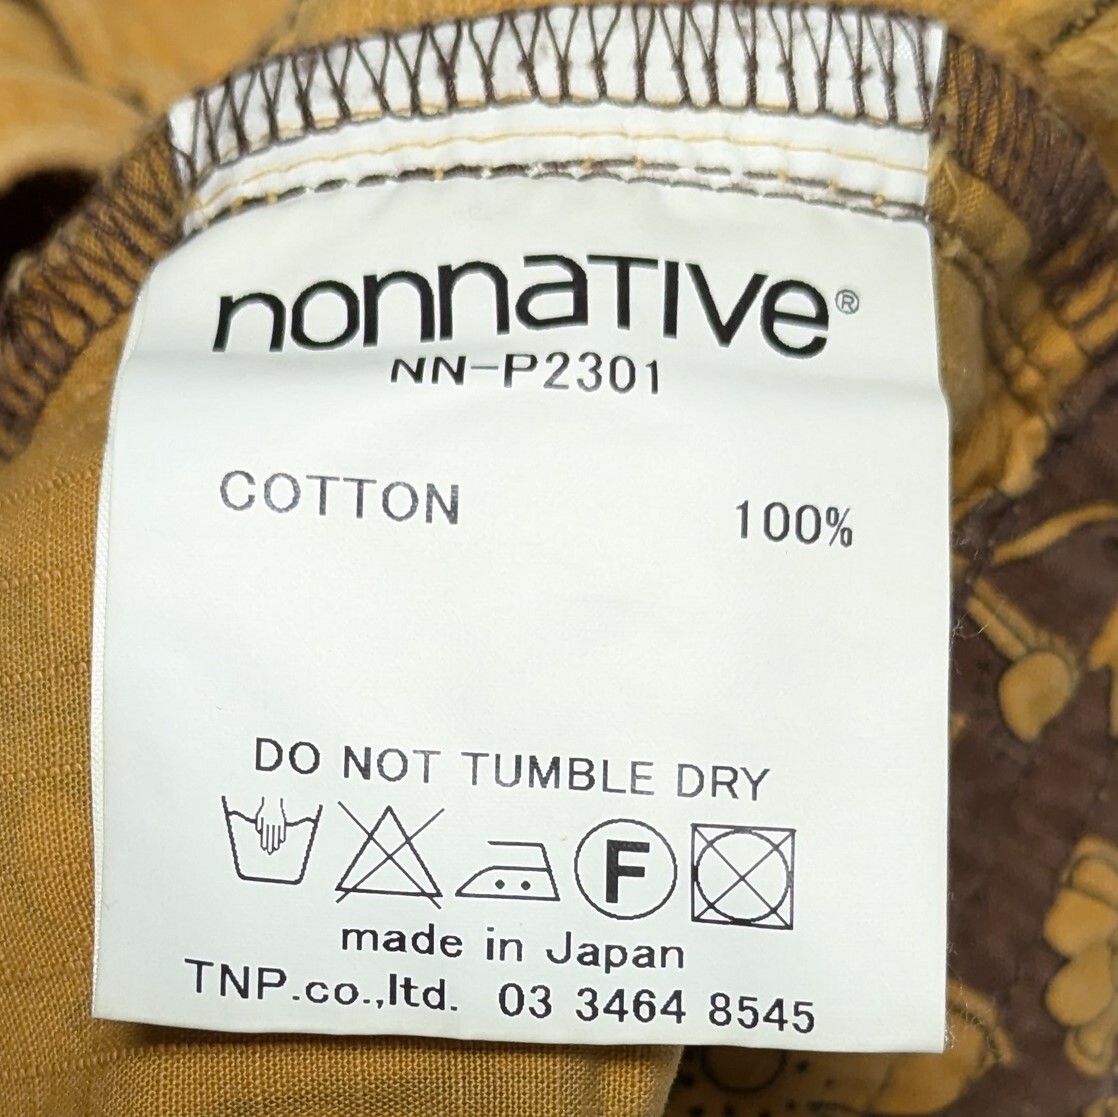 nonnative®
NN-P2301
COTTON 100%
DO NOT TUMBLE DRY
F
made in Japan
TNP.co.,ltd. 03 3464 8545